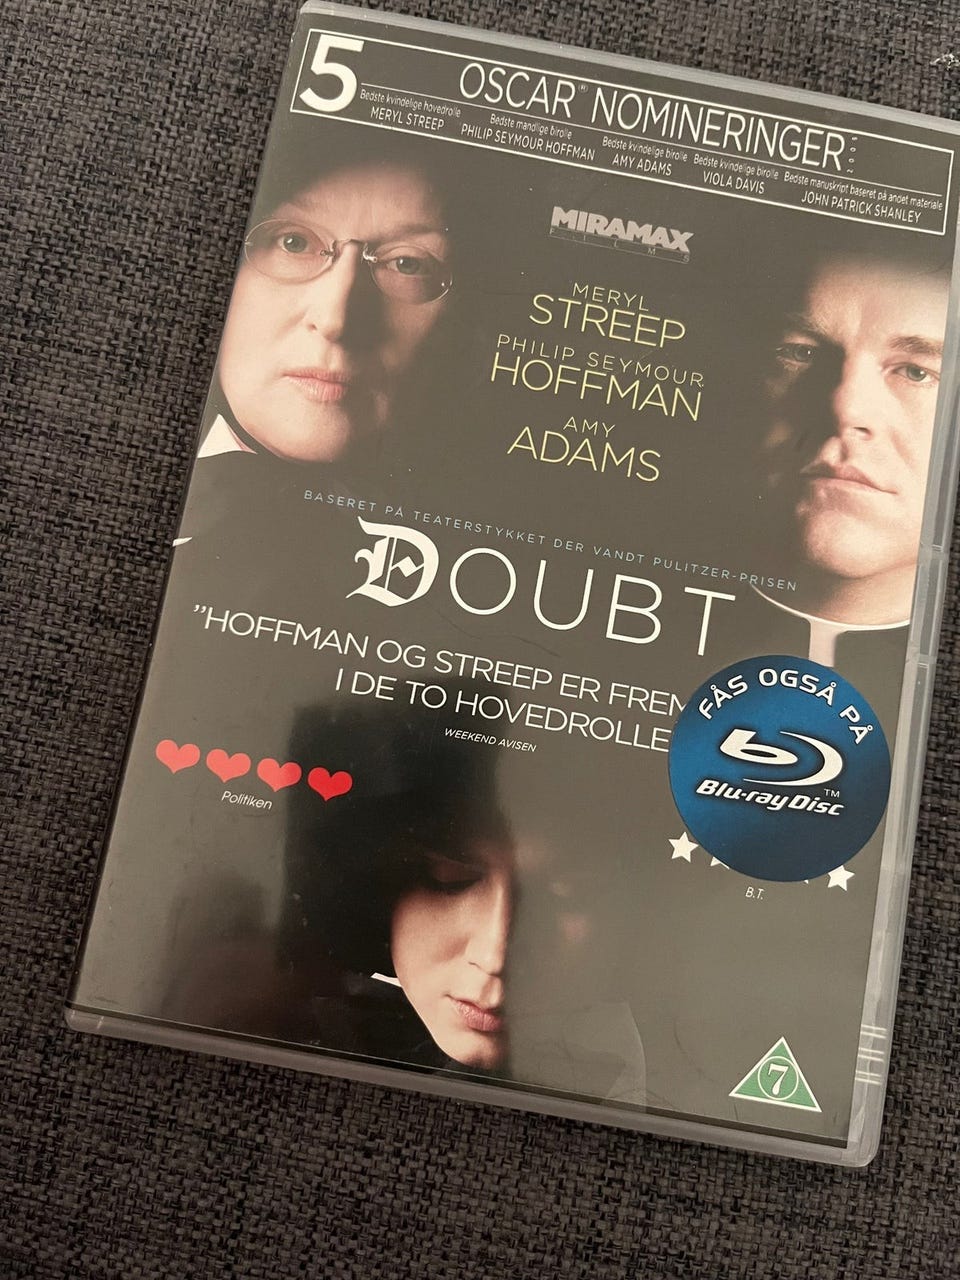 5 OSCAR® NOMINERINGER
Bedste kvindelige hovedrolle
MERYL STREEP
Bedste mandlige birolle
PHILIP SEYMOUR HOFFMAN
Bedste kvindelige birolle
AMY ADAMS
Bedste kvindelige birolle
VIOLA DAVIS
Bedste manuskript baseret på andet materiale
JOHN PATRICK SHANLEY
MIRAMAX
FILMS
MERYL
STREEP
PHILIP SEYMOUR
HOFFMAN
AMY
ADAMS
BASERET PÅ TEATERSTYKKET DER VANDT PULITZER-PRISEN
DOUBT
”HOFFMAN OG STREEP ER FREM
I DE TO HOVEDROLLE
WEEKEND AVISEN
Politiken
FÅS OGSÅ PÅ
Blu-ray Disc
TM
B.T.
7